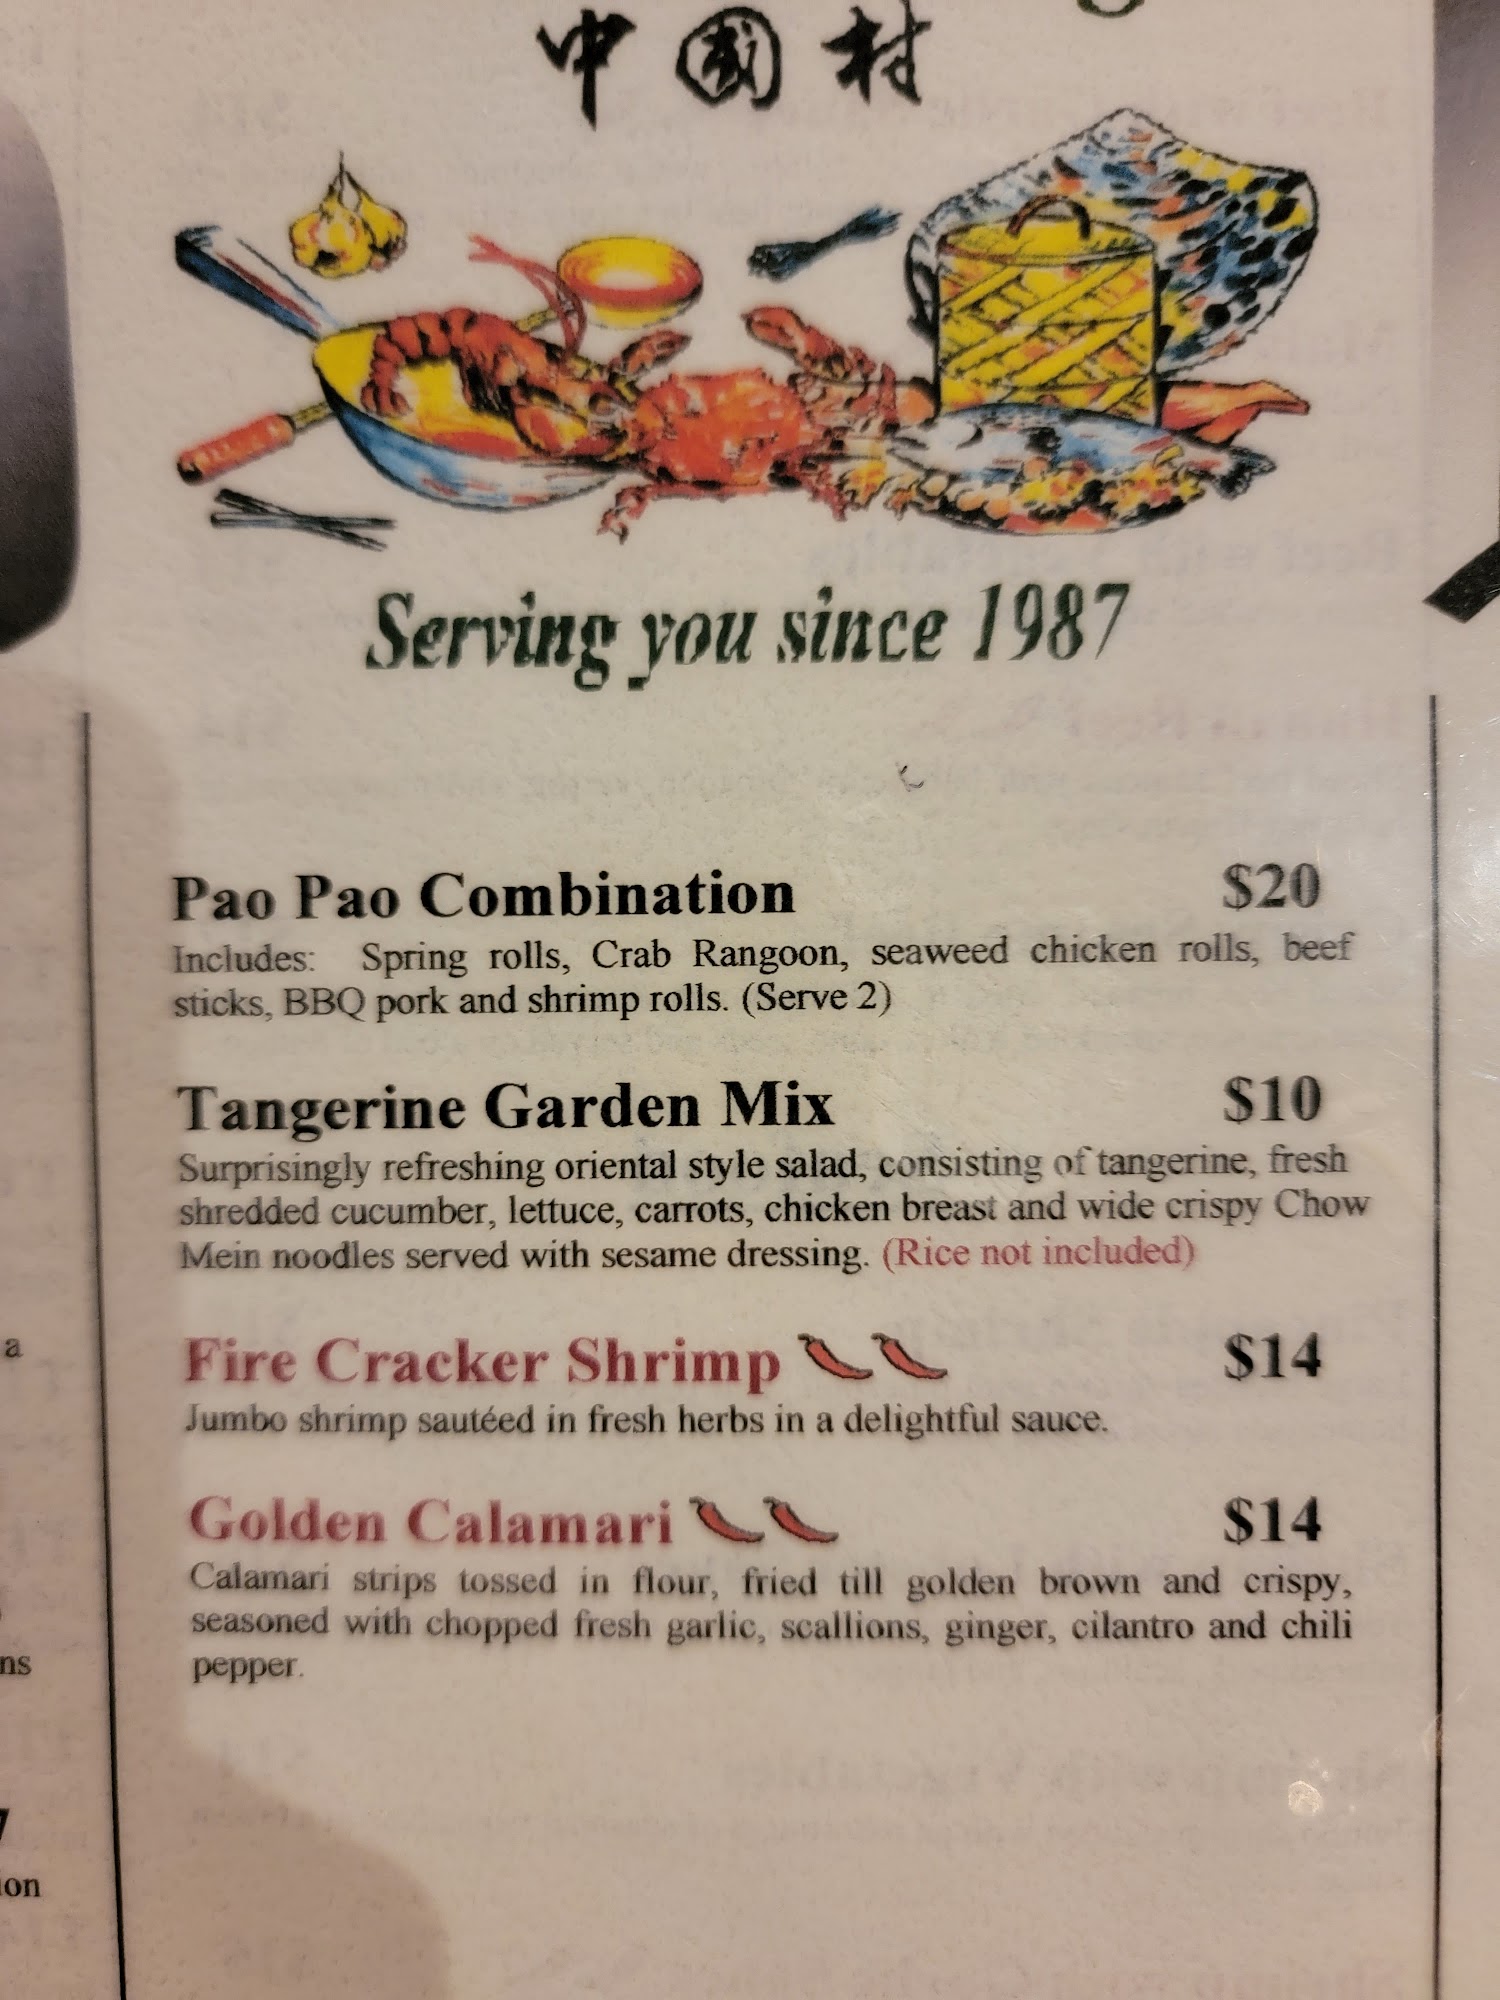 中國村
Serving you since 1987
Pao Pao Combination $20
Includes: Spring rolls, Crab Rangoon, seaweed chicken rolls, beef
sticks, BBQ pork and shrimp rolls. (Serve 2)
Tangerine Garden Mix $10
Surprisingly refreshing oriental style salad, consisting of tangerine, fresh
shredded cucumber, lettuce, carrots, chicken breast and wide crispy Chow
Mein noodles served with sesame dressing. (Rice not included)
a
Fire Cracker Shrimp $14
Jumbo shrimp sautéed in fresh herbs in a delightful sauce.
Golden Calamari $14
Calamari strips tossed in flour, fried till golden brown and crispy,
seasoned with chopped fresh garlic, scallions, ginger, cilantro and chili
pepper.
ns
ion